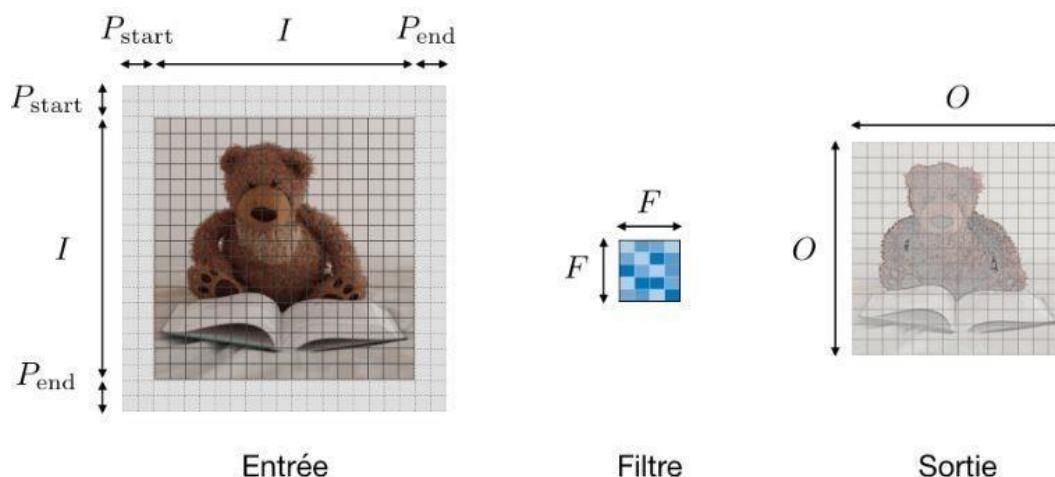 P_start I P_end
P_start
I
P_end
F
F
O
O
Entrée Filtre Sortie